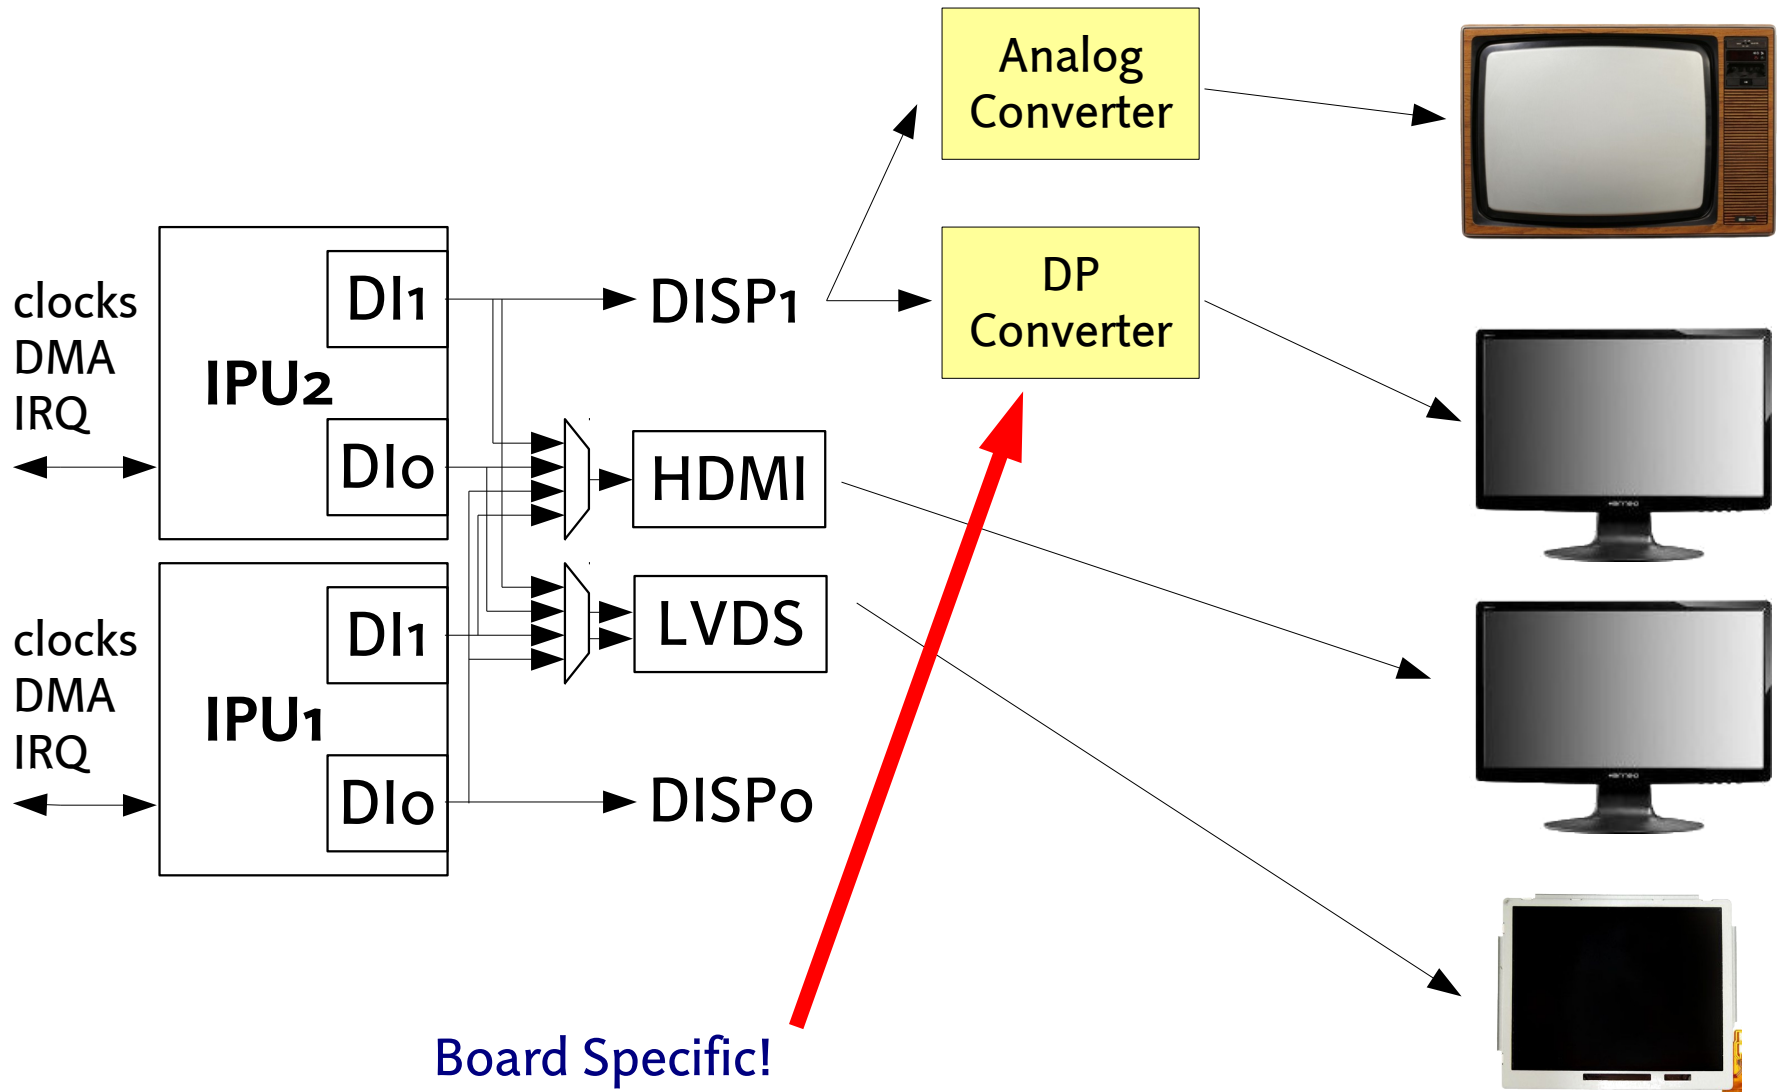 Analog
Converter
DP
Converter
clocks
DMA
IRQ
IPU2
DI1
DI0
DISP1
HDMI
LVDS
clocks
DMA
IRQ
IPU1
DI1
DI0
DISP0
Board Specific!